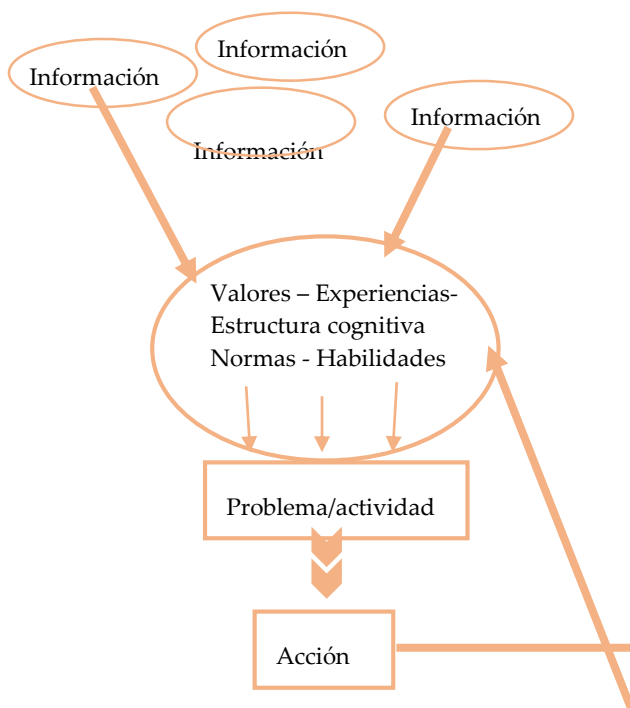 Información
Información
Información
Información
Valores – Experiencias-
Estructura cognitiva
Normas - Habilidades
Problema/actividad
Acción